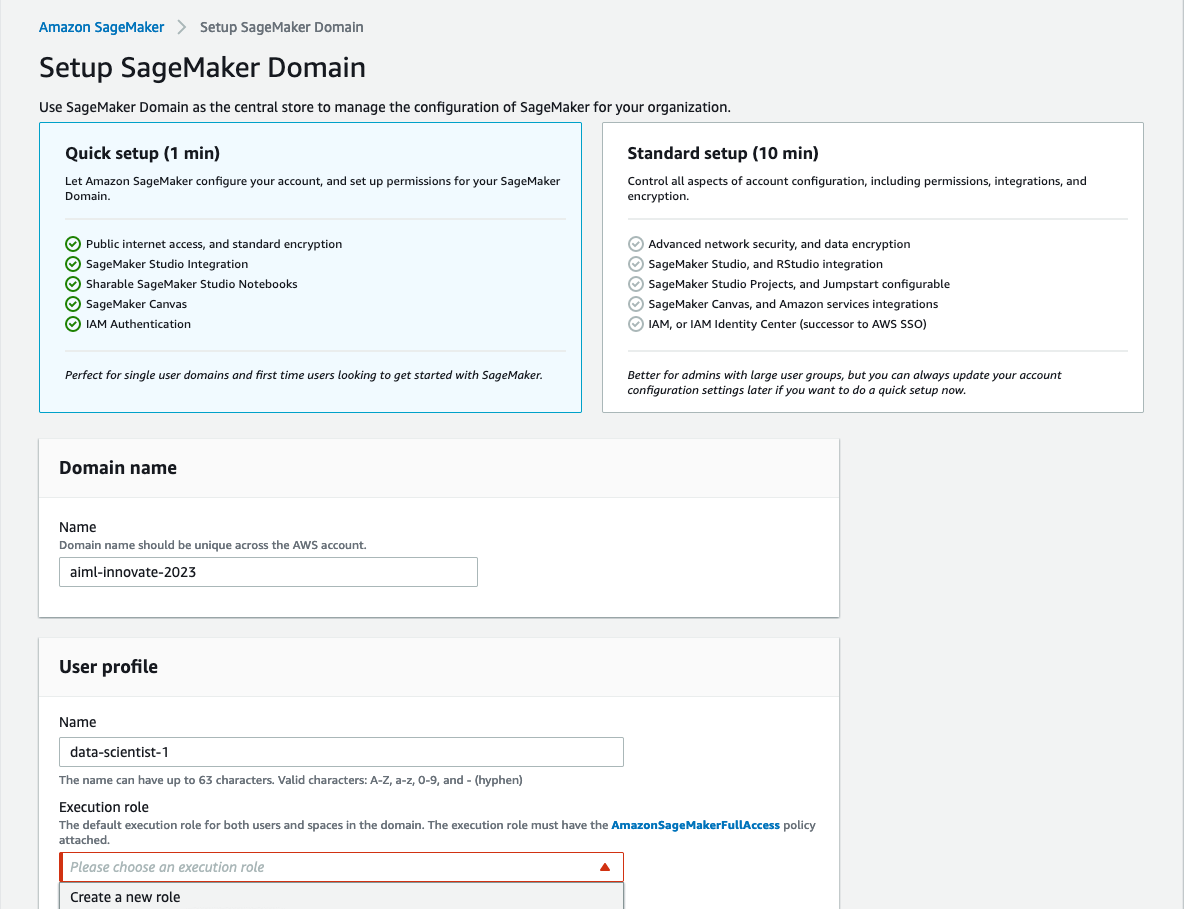 Amazon SageMaker
Setup SageMaker Domain
Setup SageMaker Domain
Use SageMaker Domain as the central store to manage the configuration of SageMaker for your organization.
Quick setup (1 min)
Let Amazon SageMaker configure your account, and set up permissions for your SageMaker
Domain.
Public internet access, and standard encryption
SageMaker Studio Integration
Sharable SageMaker Studio Notebooks
SageMaker Canvas
IAM Authentication
Perfect for single user domains and first time users looking to get started with SageMaker.
Standard setup (10 min)
Control all aspects of account configuration, including permissions, integrations, and
encryption.
Advanced network security, and data encryption
SageMaker Studio, and RStudio integration
SageMaker Studio Projects, and Jumpstart configurable
SageMaker Canvas, and Amazon services integrations
IAM, or IAM Identity Center (successor to AWS SSO)
Better for admins with large user groups, but you can always update your account
configuration settings later if you want to do a quick setup now.
Domain name
Name
Domain name should be unique across the AWS account.
aiml-innovate-2023
User profile
Name
data-scientist-1
The name can have up to 63 characters. Valid characters: A-Z, a-z, 0-9, and - (hyphen)
Execution role
The default execution role for both users and spaces in the domain. The execution role must have the AmazonSageMakerFullAccess policy
attached.
Please choose an execution role
Create a new role